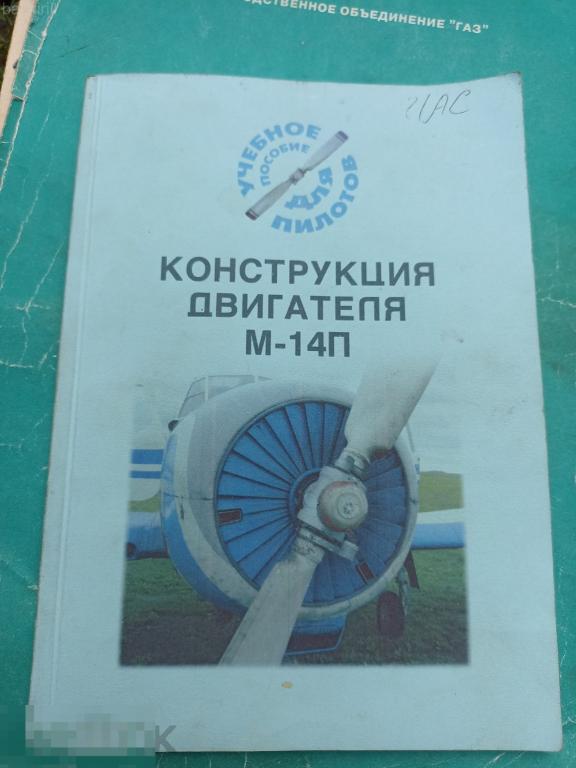 ДСТВЕННОЕ ОБЪЕДИНЕНИЕ "ГАЗ"
УЧЕБНОЕ
ПОСОБИЕ
ДЛЯ
ПИЛОТОВ
КОНСТРУКЦИЯ
ДВИГАТЕЛЯ
М-14П